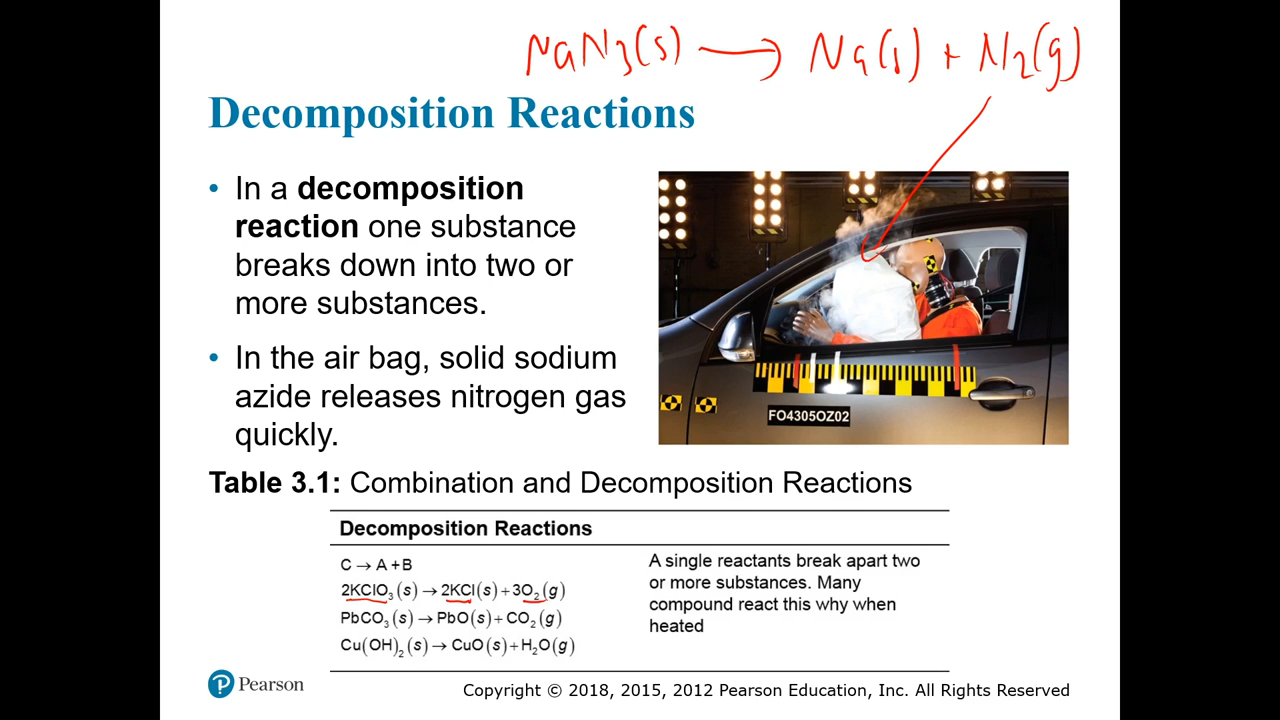 NaN3(s) → Na(s) + N2(g)
Decomposition Reactions
• In a decomposition
reaction one substance
breaks down into two or
more substances.
• In the air bag, solid sodium
azide releases nitrogen gas
quickly.
FO4305OZ02
Table 3.1: Combination and Decomposition Reactions
Decomposition Reactions
C → A + B
2KClO₃(s) → 2KCl(s) + 3O₂(g)
PbCO₃(s) → PbO(s) + CO₂(g)
Cu(OH)₂(s) → CuO(s) + H₂O(g)
A single reactants break apart two
or more substances. Many
compound react this why when
heated
Pearson
Copyright © 2018, 2015, 2012 Pearson Education, Inc. All Rights Reserved